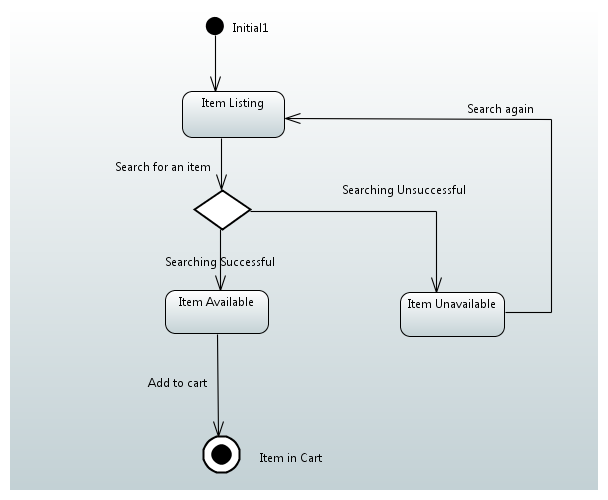 Initial1
Item Listing
Search again
Search for an item
Searching Unsuccessful
Searching Successful
Item Available
Item Unavailable
Add to cart
Item in Cart